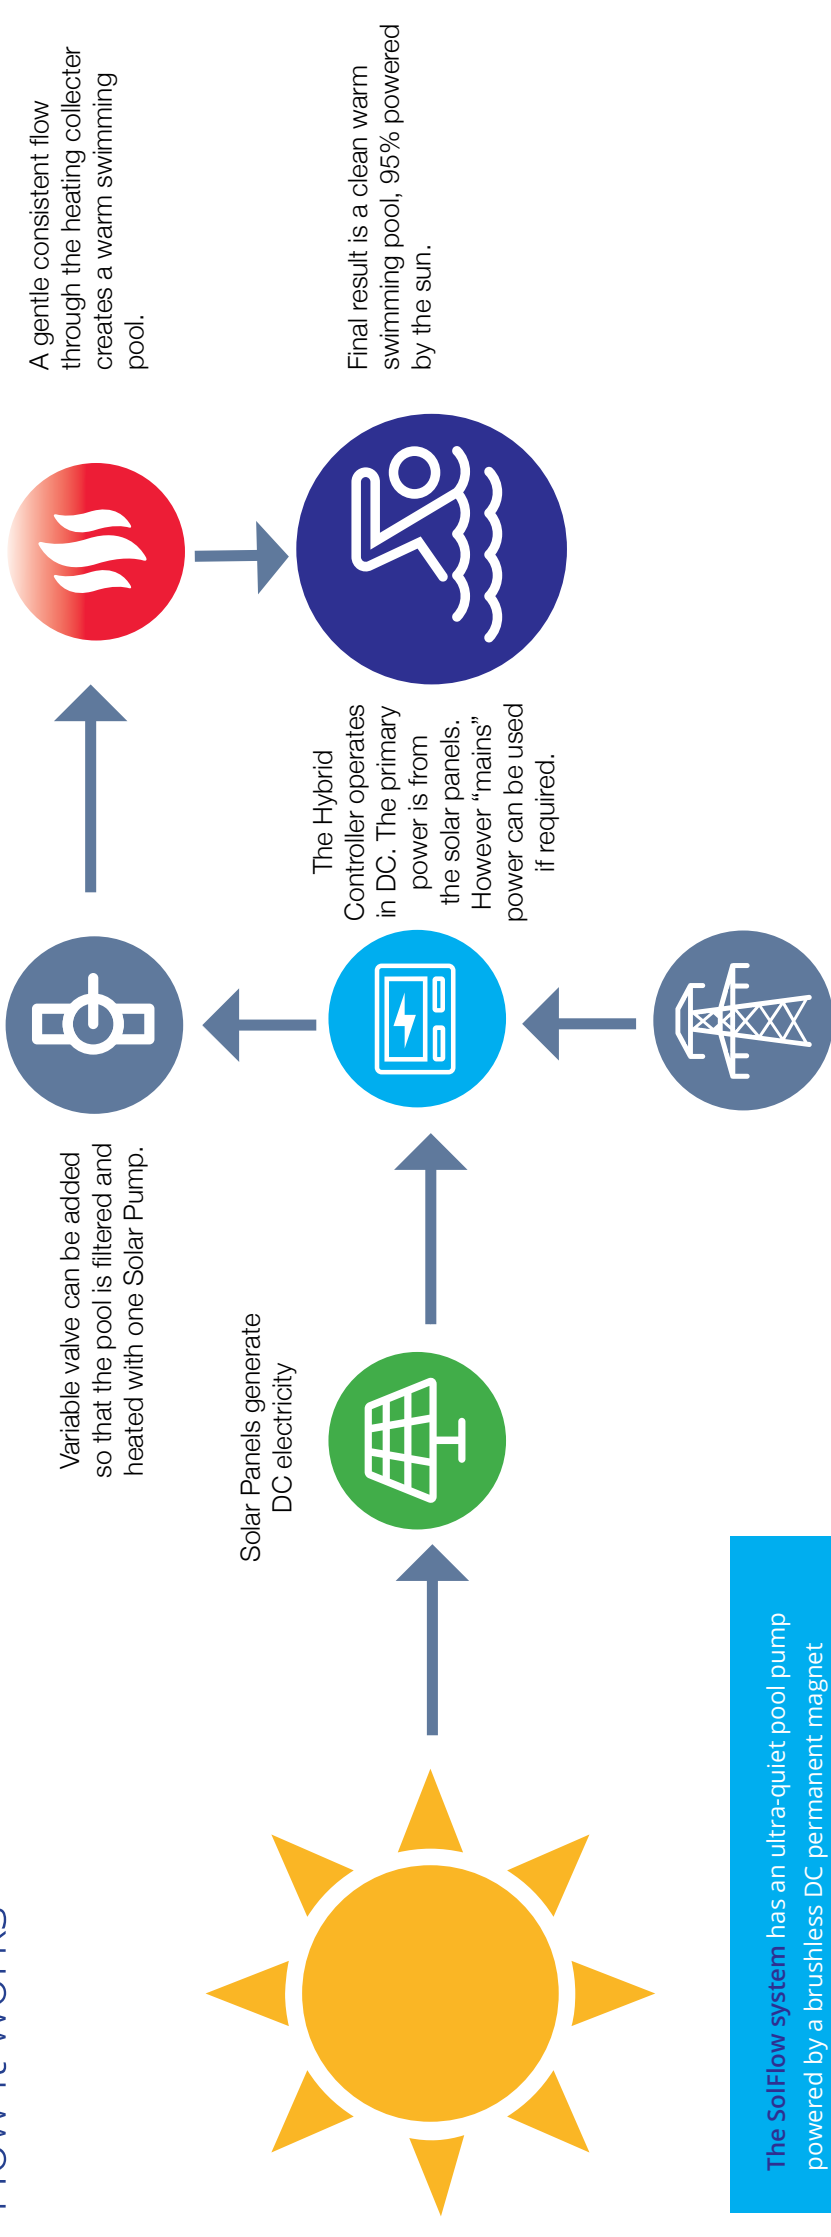 How it works
Variable valve can be added
so that the pool is filtered and
heated with one Solar Pump.
A gentle consistent flow
through the heating collecter
creates a warm swimming
pool.
Solar Panels generate
DC electricity
The Hybrid
Controller operates
in DC. The primary
power is from
the solar panels.
However “mains”
power can be used
if required.
Final result is a clean warm
swimming pool, 95% powered
by the sun.
The SolFlow system has an ultra-quiet pool pump
powered by a brushless DC permanent magnet